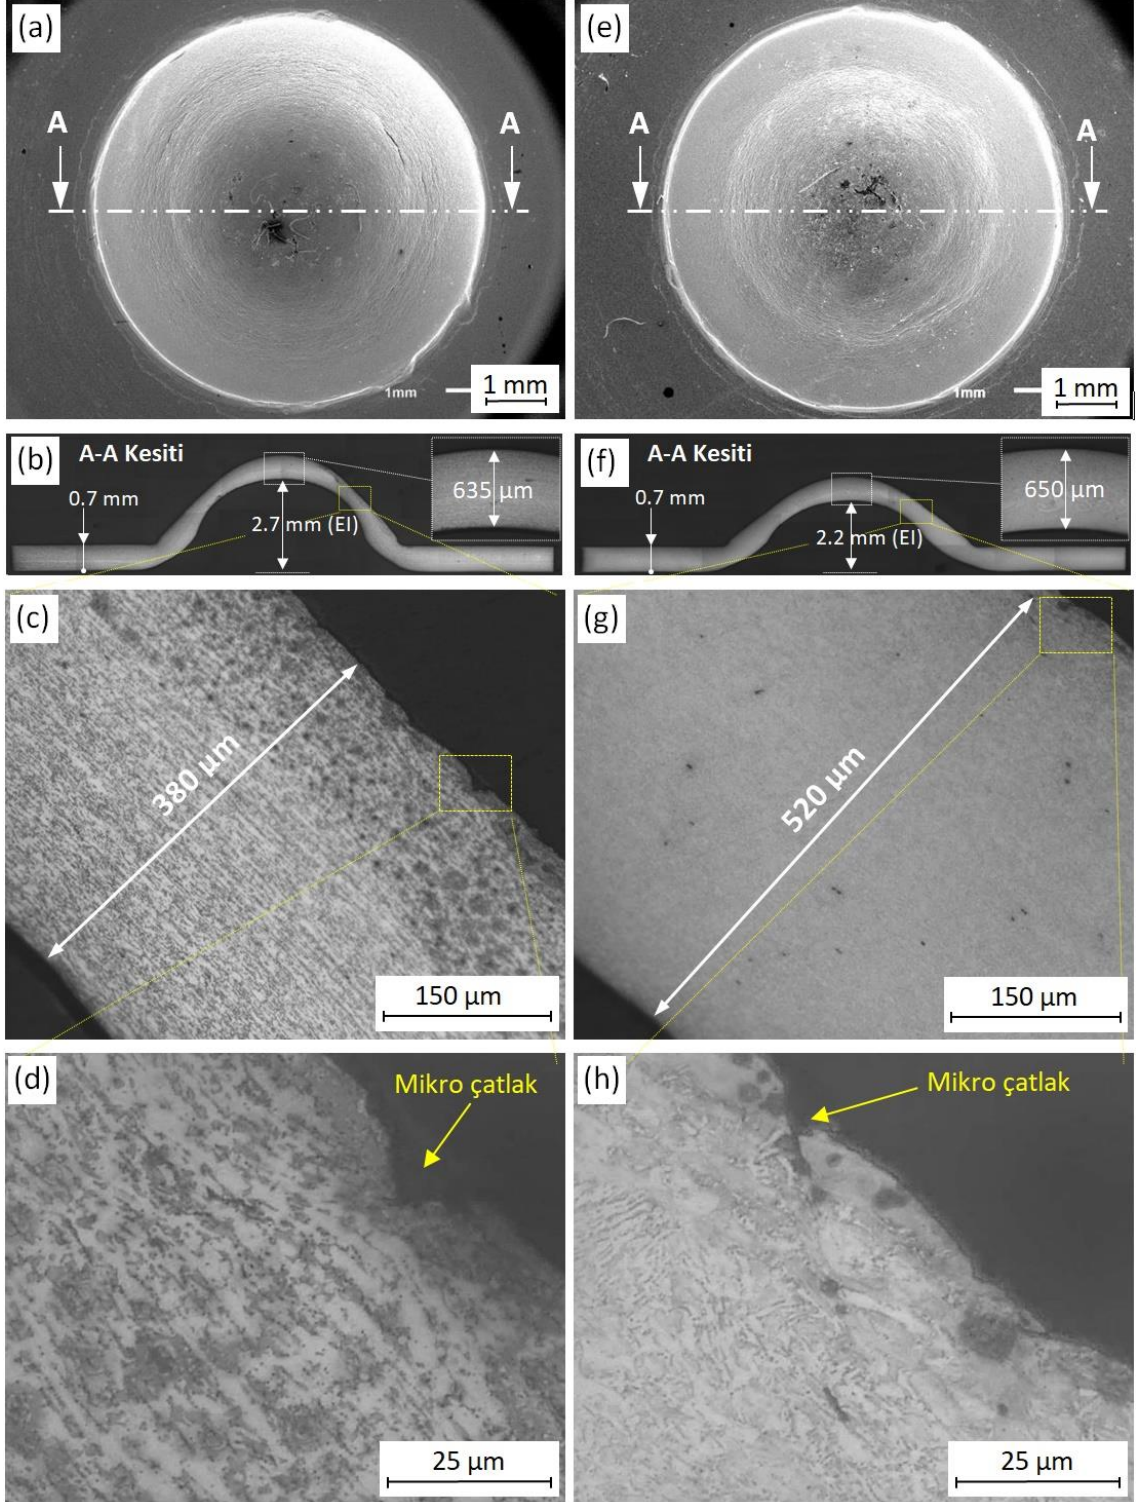 (a)
A
A
1mm
1 mm
(e)
A
A
1mm
1 mm
(b)
A-A Kesiti
0.7 mm
2.7 mm (EI)
635 µm
(f)
A-A Kesiti
0.7 mm
2.2 mm (EI)
650 µm
(c)
380 µm
150 µm
(g)
520 µm
150 µm
(d)
Mikro çatlak
25 µm
(h)
Mikro çatlak
25 µm